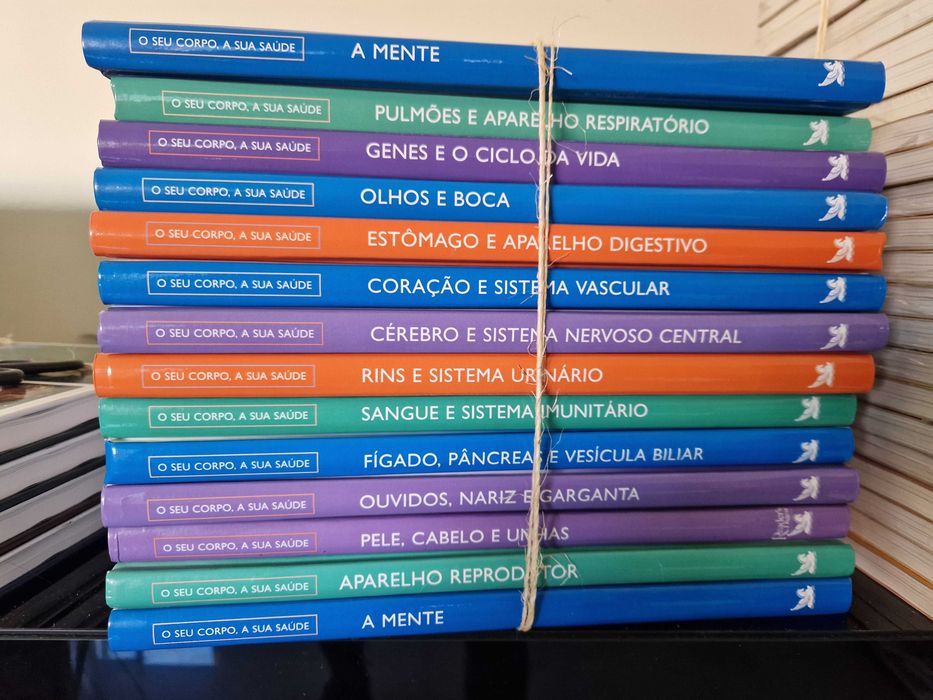 O SEU CORPO, A SUA SAÚDE A MENTE
O SEU CORPO, A SUA SAÚDE PULMÕES E APARELHO RESPIRATÓRIO
O SEU CORPO, A SUA SAÚDE GENES E O CICLO DA VIDA
O SEU CORPO, A SUA SAÚDE OLHOS E BOCA
O SEU CORPO, A SUA SAÚDE ESTÔMAGO E APARELHO DIGESTIVO
O SEU CORPO, A SUA SAÚDE CORAÇÃO E SISTEMA VASCULAR
O SEU CORPO, A SUA SAÚDE CÉREBRO E SISTEMA NERVOSO CENTRAL
O SEU CORPO, A SUA SAÚDE RINS E SISTEMA URINÁRIO
O SEU CORPO, A SUA SAÚDE SANGUE E SISTEMA IMUNITÁRIO
O SEU CORPO, A SUA SAÚDE FÍGADO, PÂNCREAS E VESÍCULA BILIAR
O SEU CORPO, A SUA SAÚDE OUVIDOS, NARIZ E GARGANTA
O SEU CORPO, A SUA SAÚDE PELE, CABELO E UNHAS
O SEU CORPO, A SUA SAÚDE APARELHO REPRODUTOR
O SEU CORPO, A SUA SAÚDE A MENTE